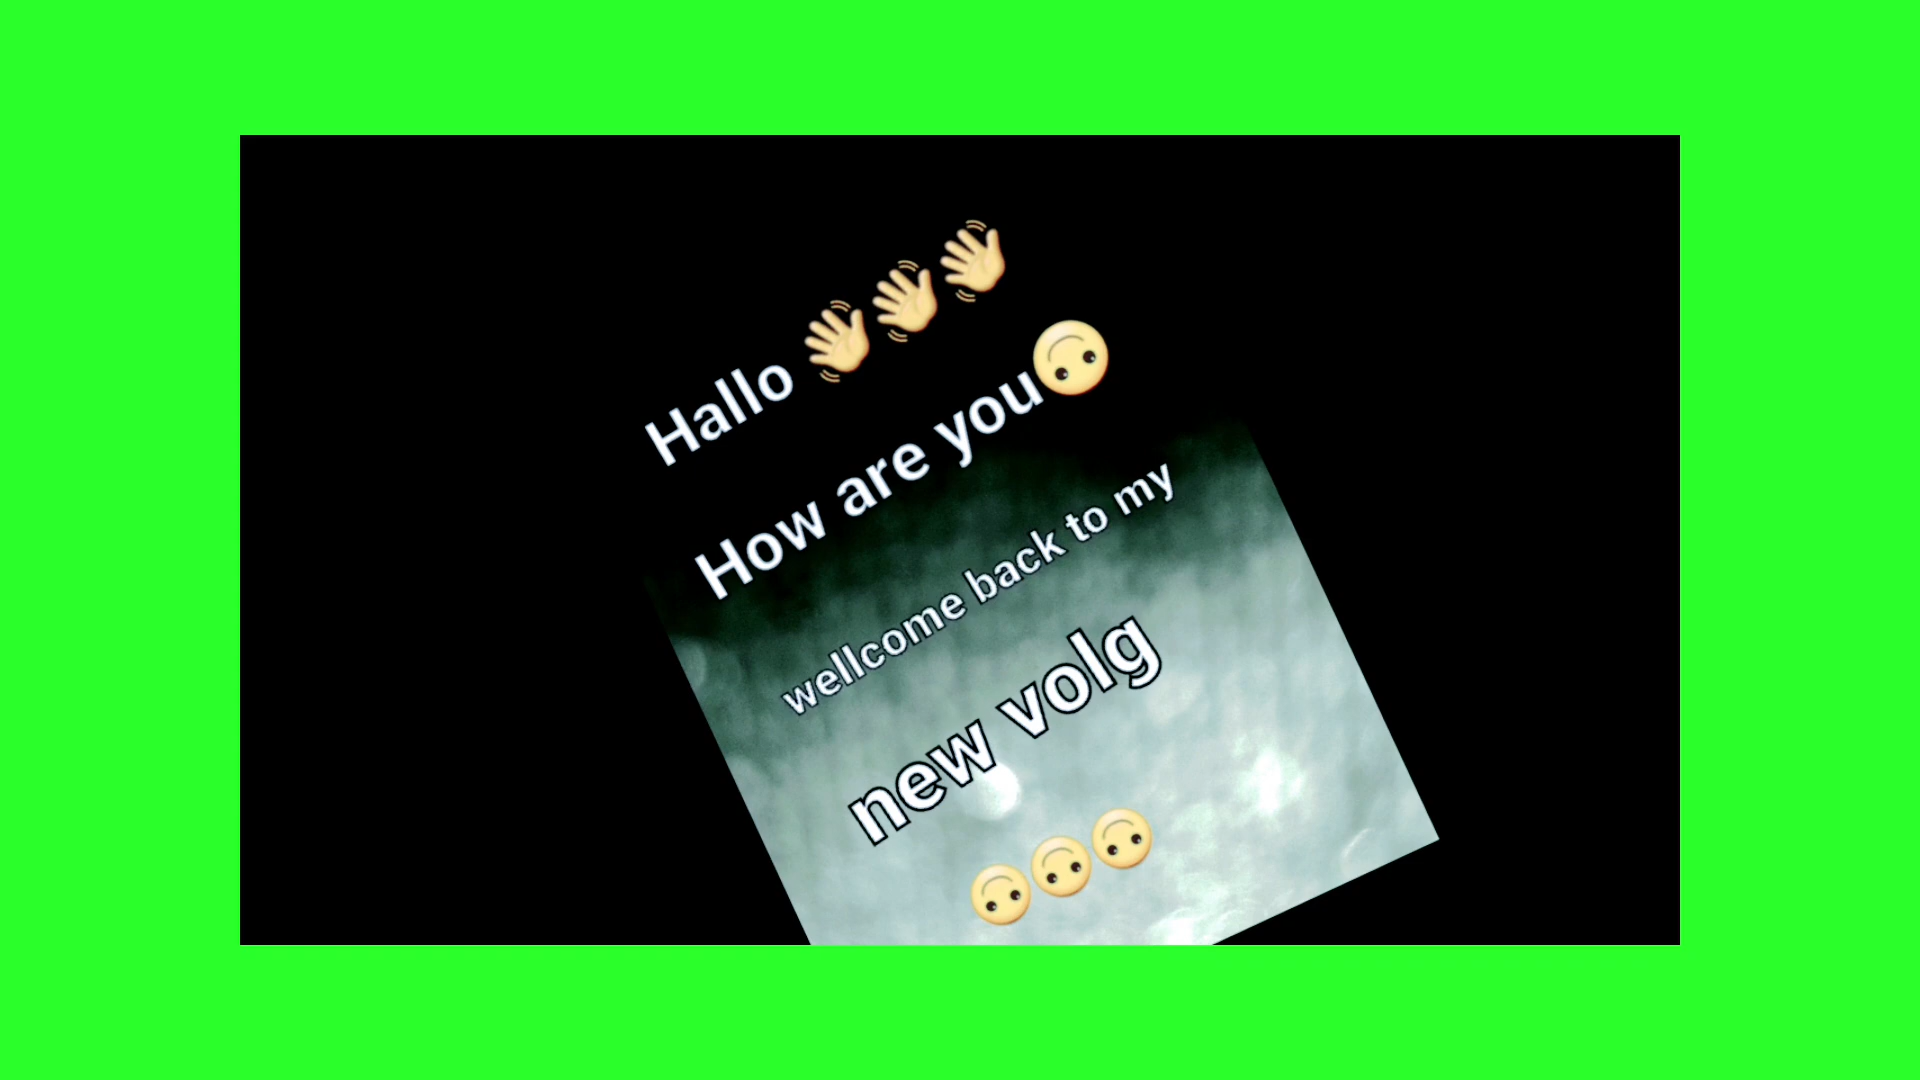 Hallo 👋👋👋
How are you🙃
wellcome back to my
new volg
🙃🙃🙃